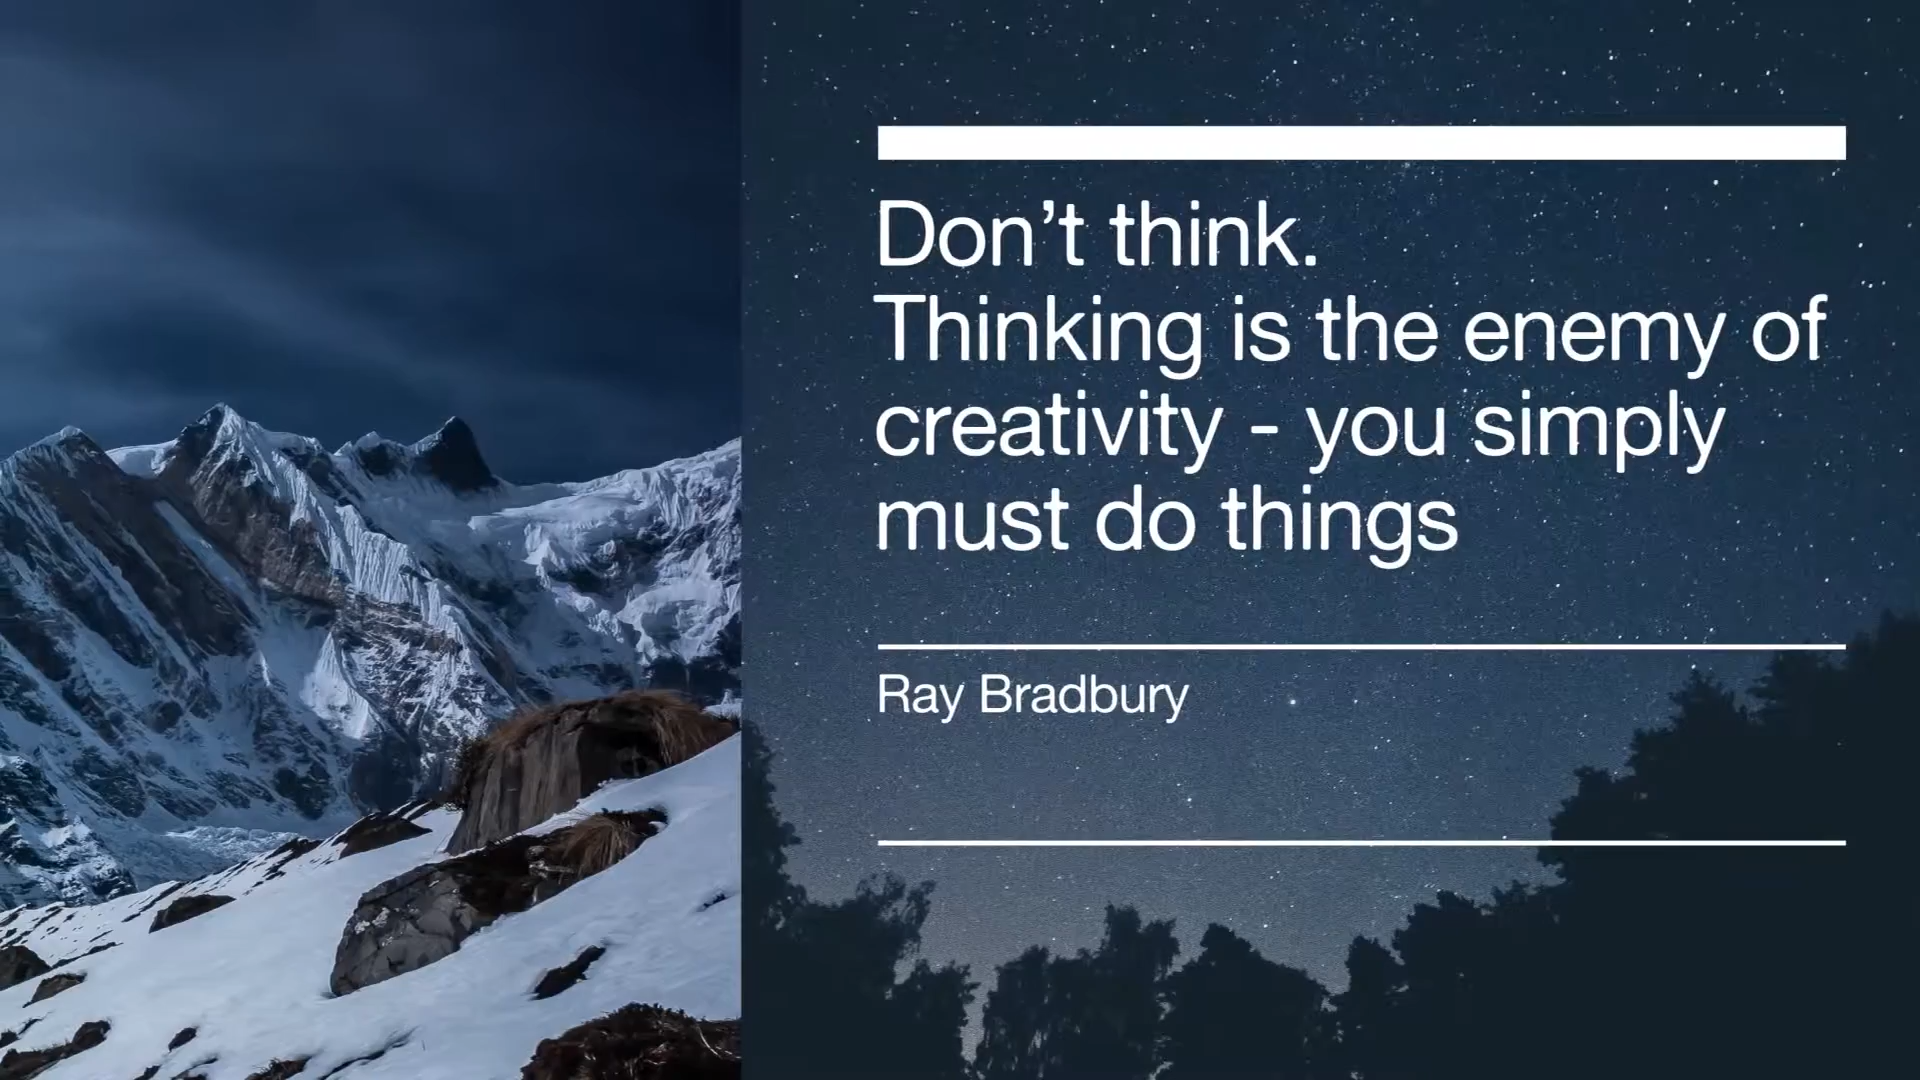 Don’t think.
Thinking is the enemy of
creativity - you simply
must do things
Ray Bradbury